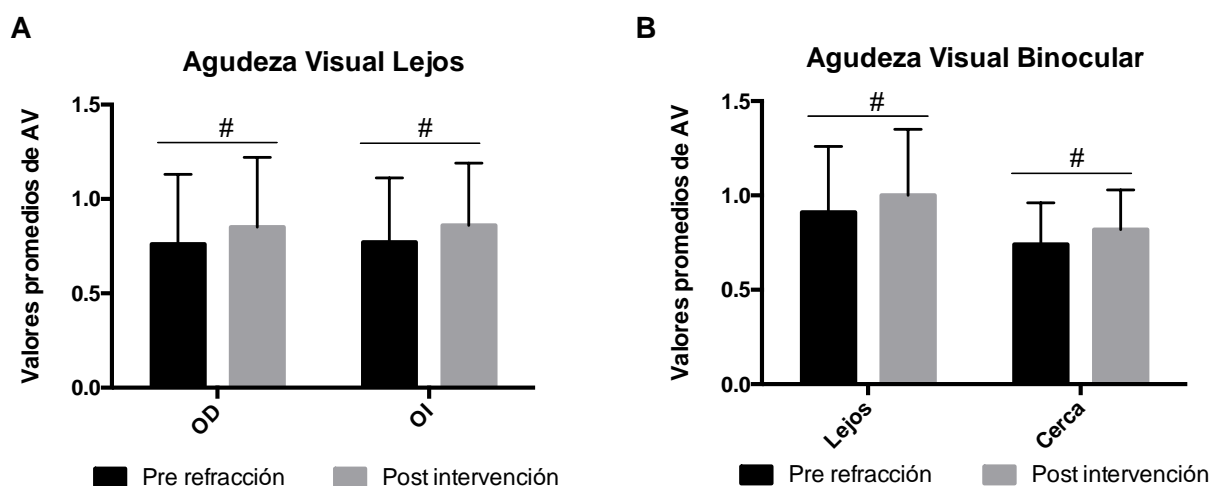 A
Agudeza Visual Lejos
Valores promedios de AV
1.5
1.0
0.5
0.0
#
#
OD
OI
Pre refracción
Post intervención
B
Agudeza Visual Binocular
Valores promedios de AV
1.5
1.0
0.5
0.0
#
#
Lejos
Cerca
Pre refracción
Post intervención